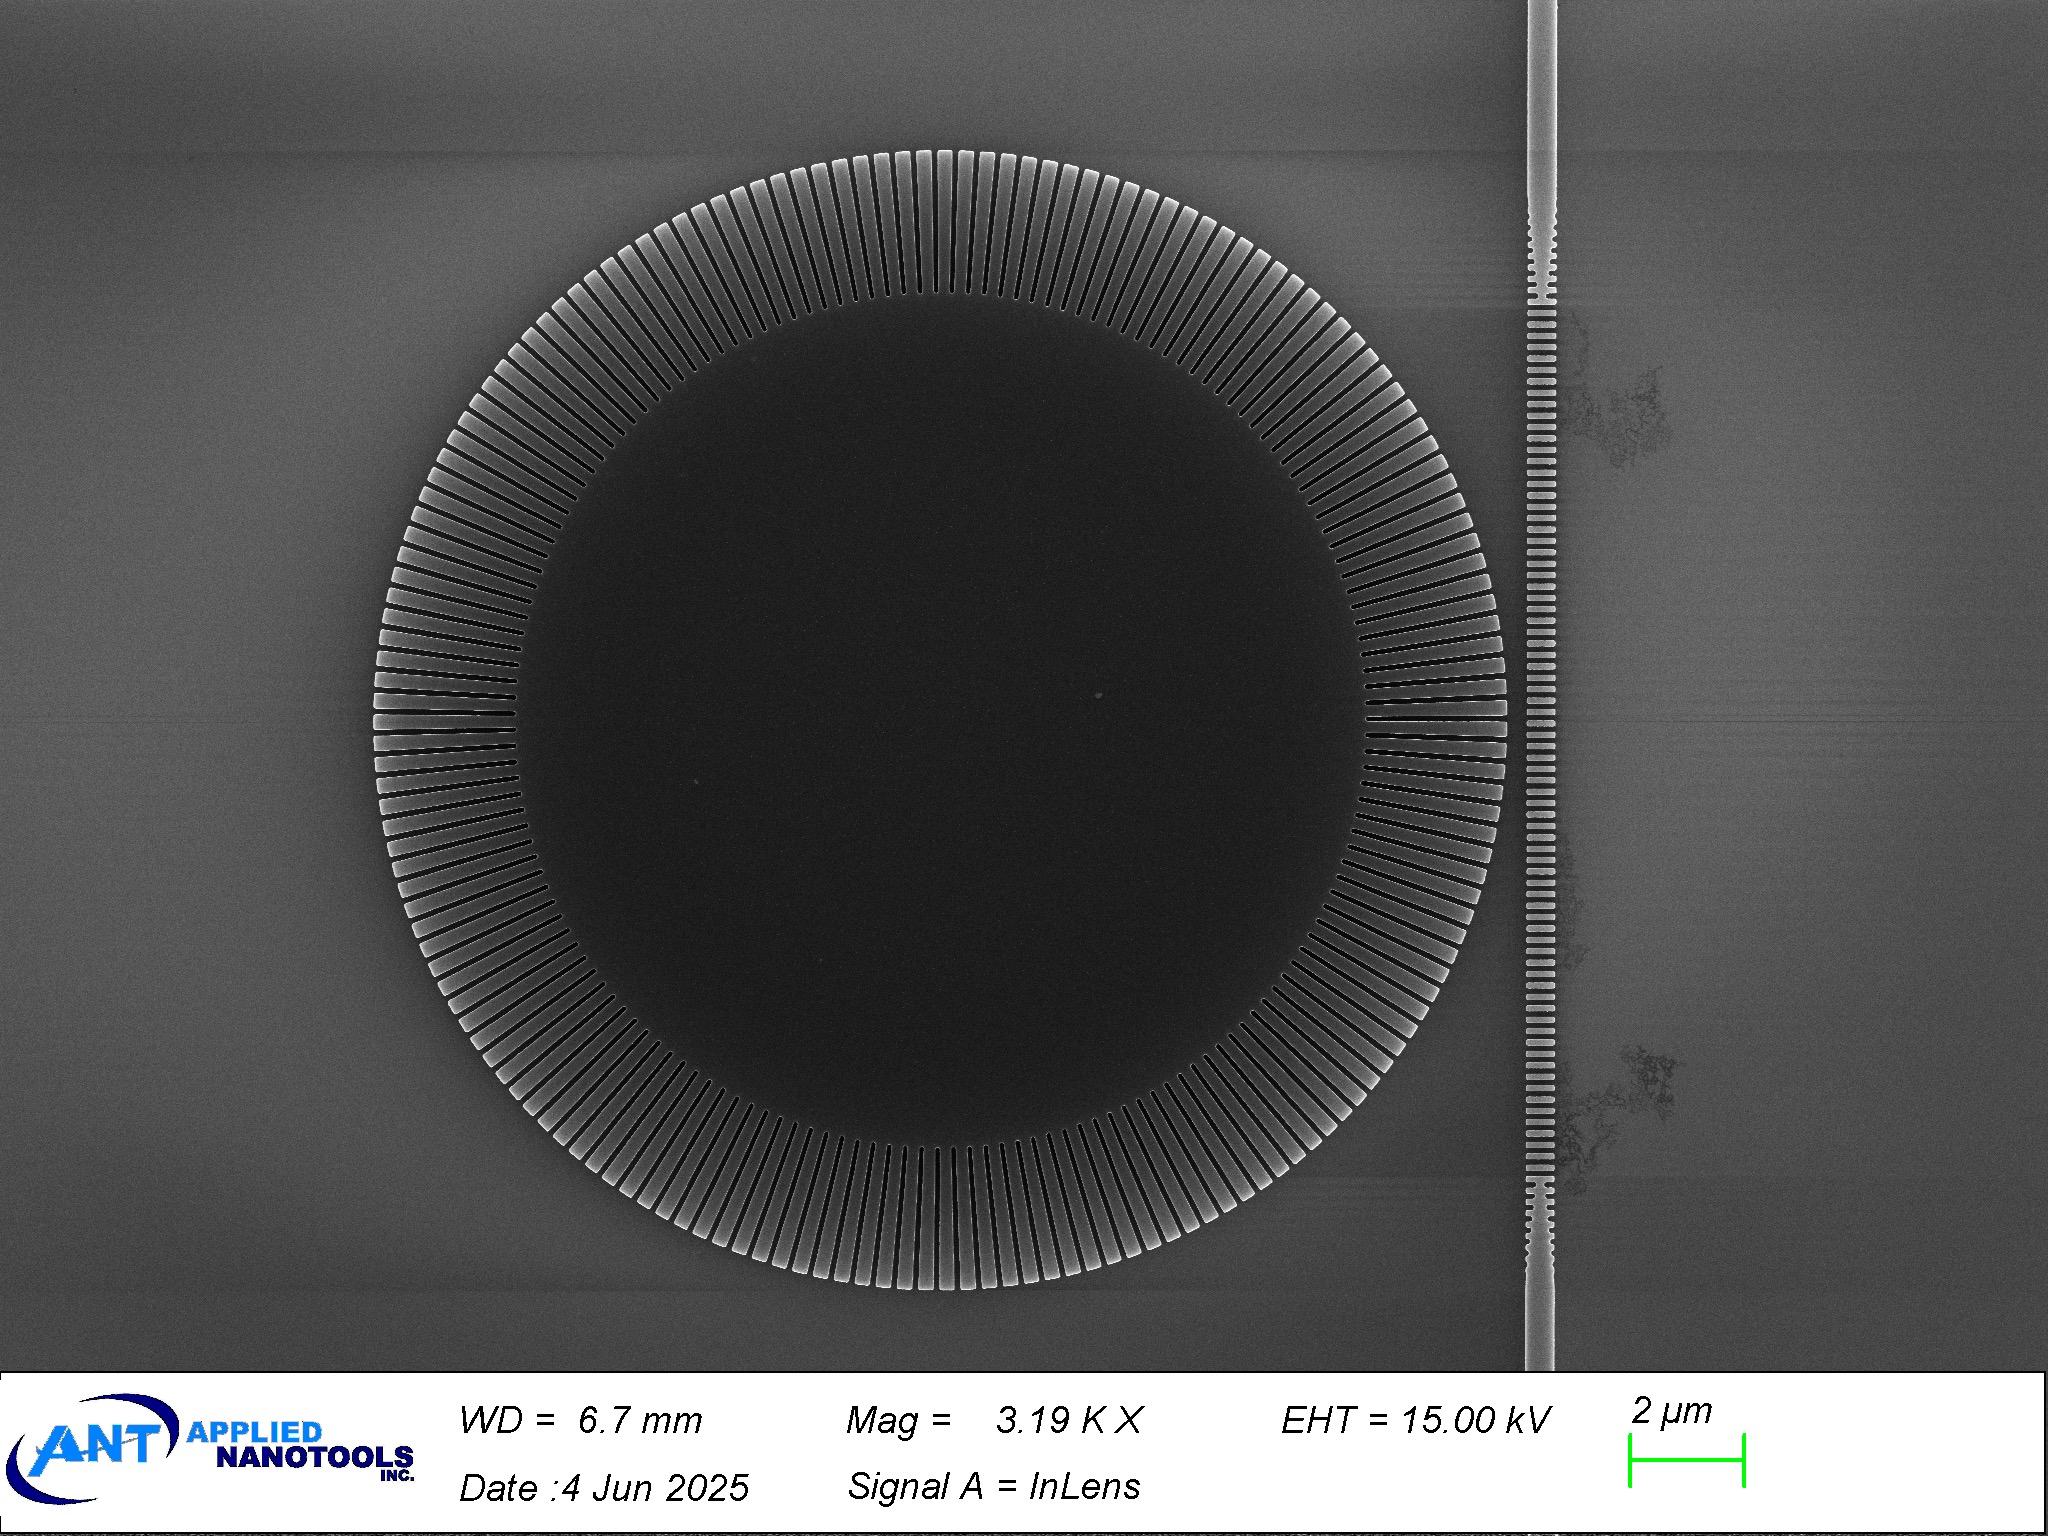 ANT APPLIED
NANOTOOLS
INC.
WD = 6.7 mm
Mag = 3.19 K X
EHT = 15.00 kV
2 µm
Date :4 Jun 2025
Signal A = InLens